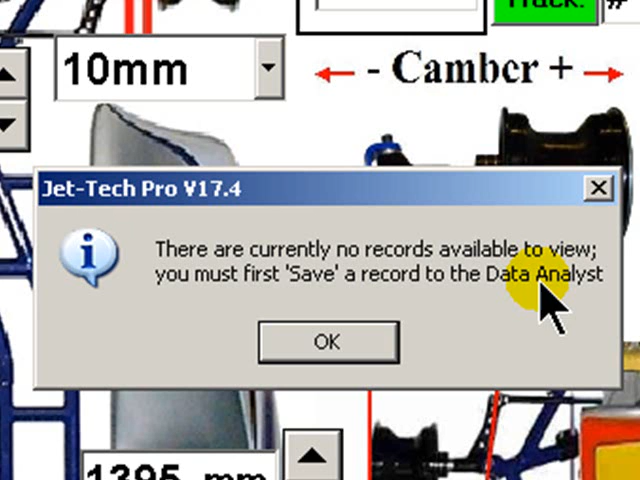 Track:
#
10mm
- Camber +
Jet-Tech Pro V17.4
There are currently no records available to view;
you must first 'Save' a record to the Data Analyst
OK
1395 mm